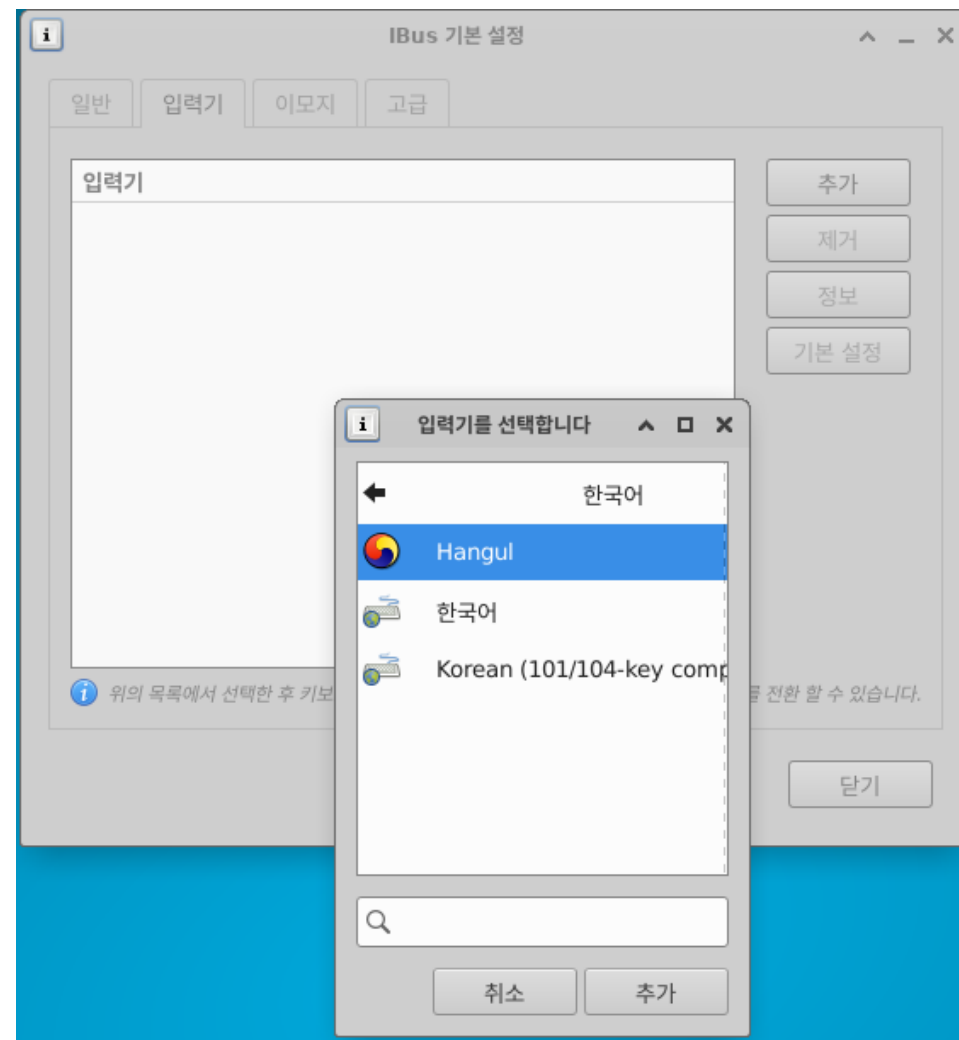 IBus 기본 설정
일반 입력기 이모지 고급
입력기
추가
제거
정보
기본 설정
입력기를 선택합니다
한국어
Hangul
한국어
Korean (101/104-key comp
위의 목록에서 선택한 후 키보 를 전환 할 수 있습니다.
닫기
취소 추가